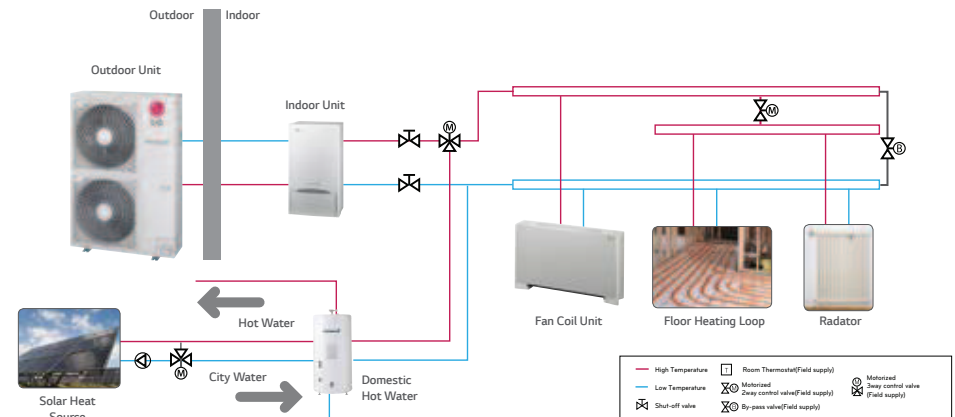 Outdoor
Indoor
Outdoor Unit
Indoor Unit
M
M
B
Hot Water
Fan Coil Unit
Floor Heating Loop
Radator
M
City Water
Domestic
Hot Water
Solar Heat
Source
High Temperature
Low Temperature
Shut-off valve
T
Room Thermostat(Field supply)
M
Motorized
2way control valve(Field supply)
B
By-pass valve(Field supply)
M
Motorized
3way control valve
(Field supply)